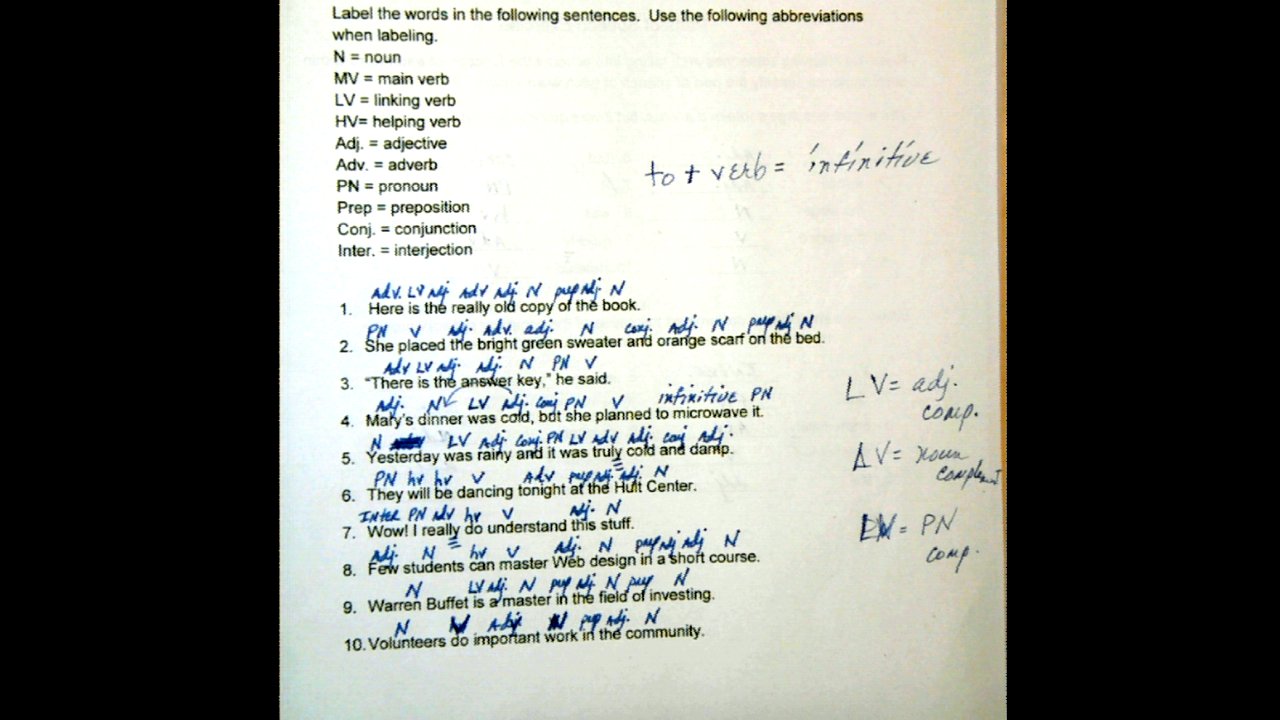 Label the words in the following sentences. Use the following abbreviations
when labeling.
N = noun
MV = main verb
LV = linking verb
HV= helping verb
Adj. = adjective
Adv. = adverb
PN = pronoun
Prep = preposition
Conj. = conjunction
Inter. = interjection
to + verb = infinitive
Adv. LV Adj. Adv Adj. N prep Adj. N
1. Here is the really old copy of the book.
PN V Adj. Adv. adj. N conj. Adj. N prep Adj N
2. She placed the bright green sweater and orange scarf on the bed.
Adv LV Adj. Adj. N PN V
3. "There is the answer key," he said.
Adj. N LV Adj. Conj PN V infinitive PN
4. Mary's dinner was cold, but she planned to microwave it.
N LV Adj Conj. PN LV Adv Adj. conj Adj.
5. Yesterday was rainy and it was truly cold and damp.
PN hv hv V Adv prep Adj. Adj N
6. They will be dancing tonight at the Hult Center.
Inter PN Adv hv V Adj. N
7. Wow! I really do understand this stuff.
Adj. N hv V Adj. N prep Adj Adj N
8. Few students can master Web design in a short course.
N LV Adj. N prep Adj N prep N
9. Warren Buffet is a master in the field of investing.
N V Adj N prep Adj. N
10. Volunteers do important work in the community.
LV= adj.
comp.
LV= noun
complement
LV= PN
comp.